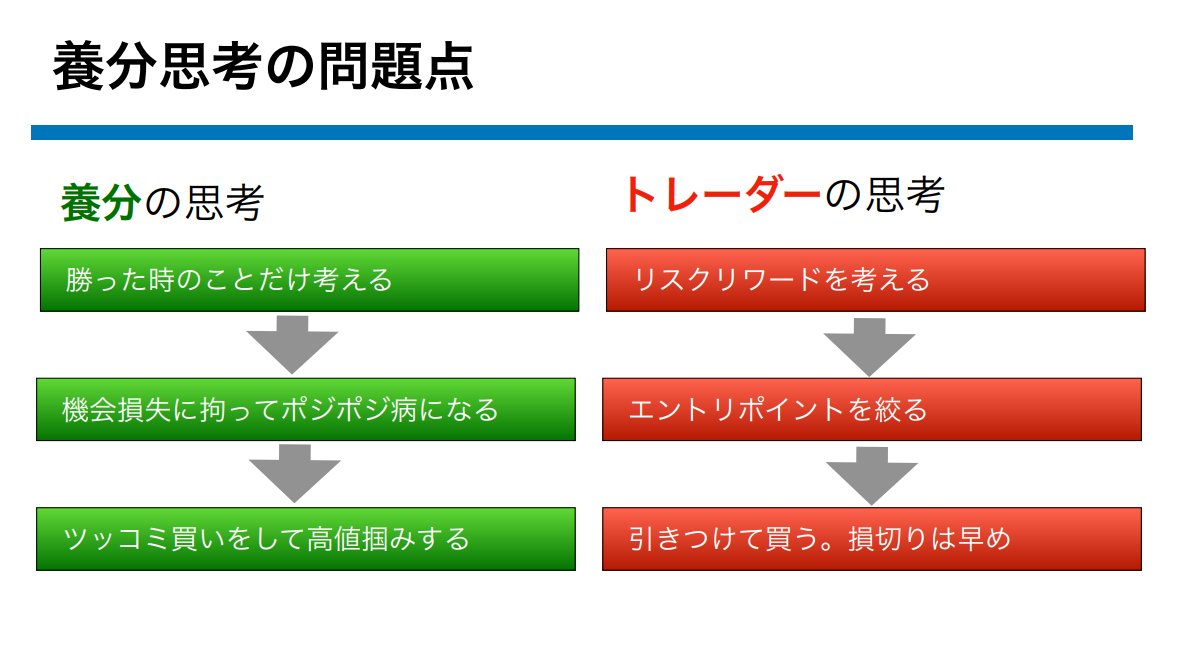 養分思考の問題点
養分の思考
勝った時のことだけ考える
機会損失に拘ってポジポジ病になる
ツッコミ買いをして高値掴みする
トレーダーの思考
リスクリワードを考える
エントリポイントを絞る
引きつけて買う。損切りは早め